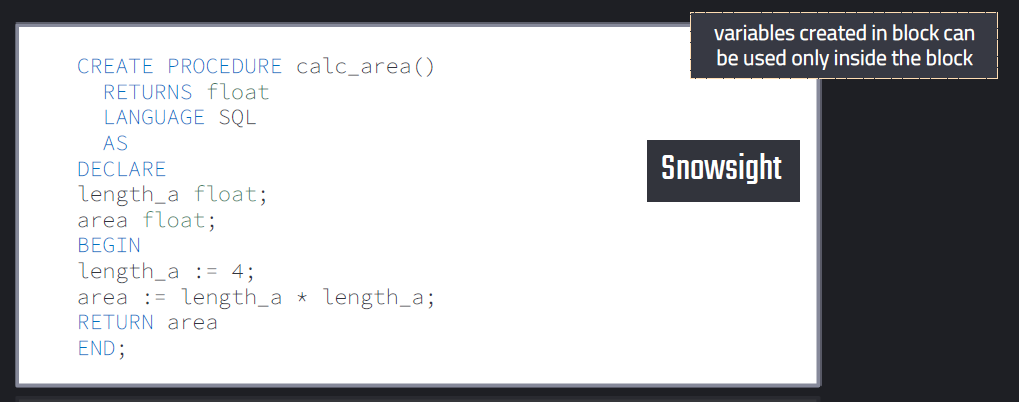 variables created in block can
be used only inside the block
CREATE PROCEDURE calc_area()
RETURNS float
LANGUAGE SQL
AS
DECLARE
length_a float;
area float;
BEGIN
length_a := 4;
area := length_a * length_a;
RETURN area
END;
Snowsight